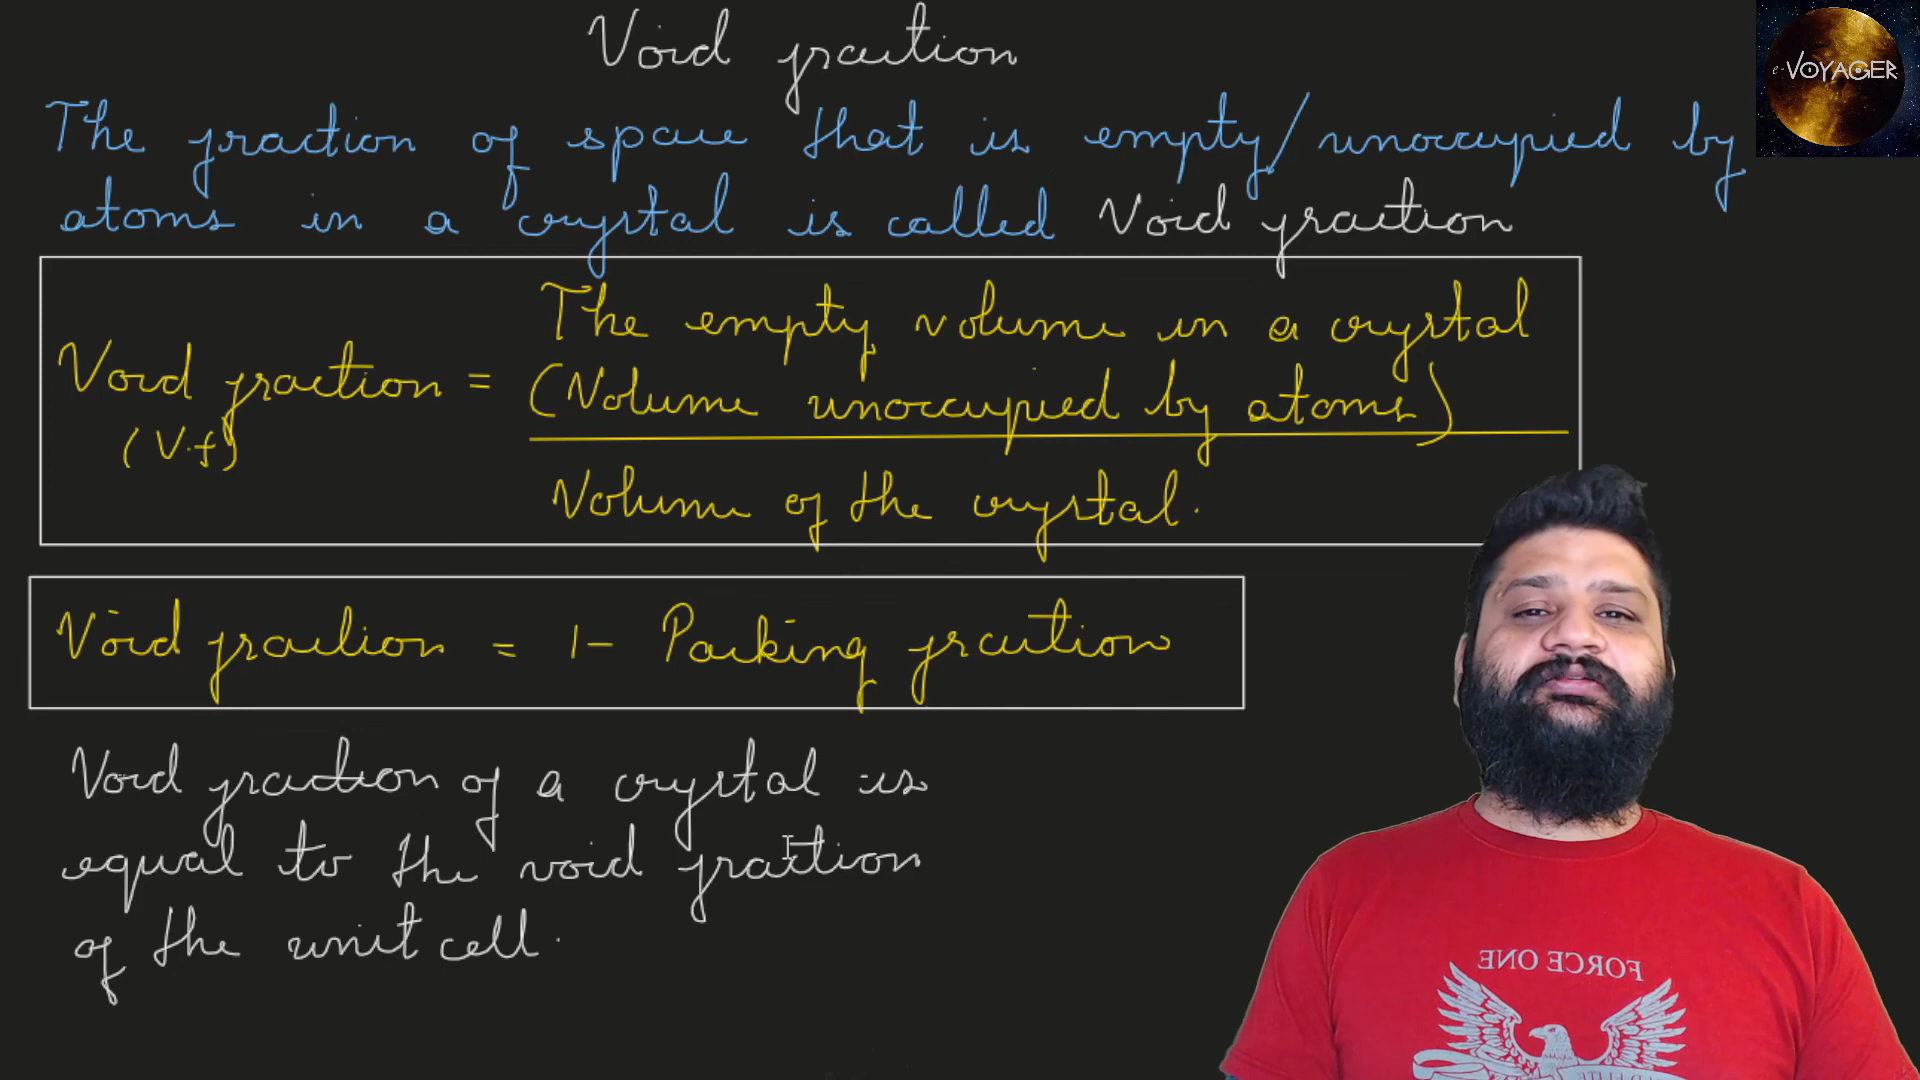 Void fraction
e-VOYAGER
The fraction of space that is empty/unoccupied by
atoms in a crystal is called Void fraction
The empty volume in a crystal
Void fraction = (Volume unoccupied by atoms)
(V.f)
Volume of the crystal.
Void fraction = 1 - Packing fraction
Void fraction of a crystal is
equal to the void fraction
of the unit cell.
FORCE ONE